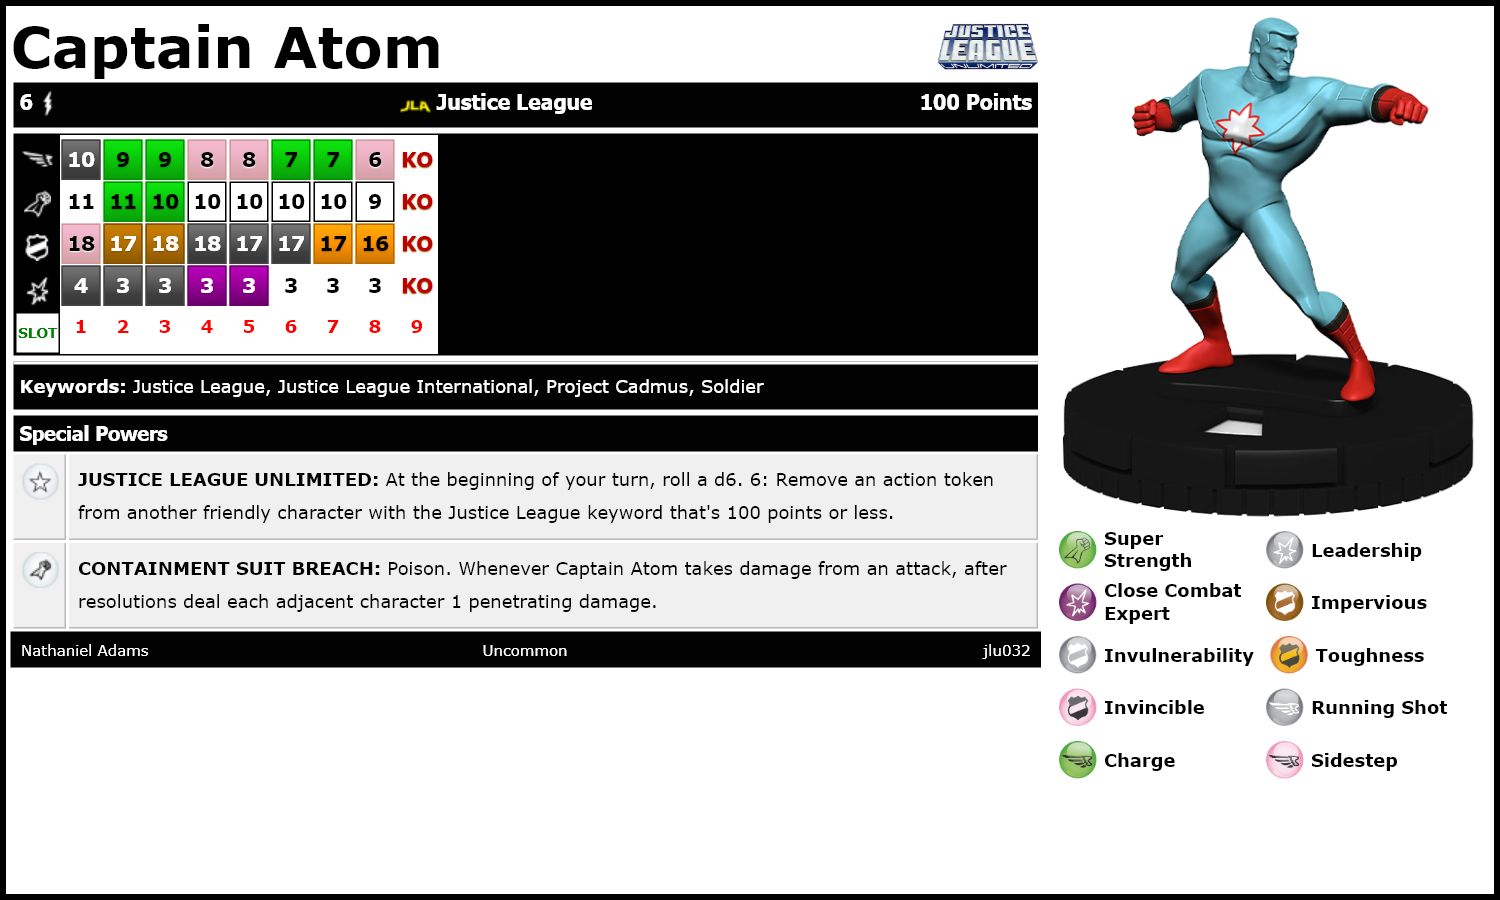 Captain Atom
JUSTICE
LEAGUE
UNLIMITED
6 JLA Justice League 100 Points
10 9 9 8 8 7 7 6 KO
11 11 10 10 10 10 10 9 KO
18 17 18 18 17 17 17 16 KO
4 3 3 3 3 3 3 3 KO
SLOT 1 2 3 4 5 6 7 8 9
Keywords: Justice League, Justice League International, Project Cadmus, Soldier
Special Powers
JUSTICE LEAGUE UNLIMITED: At the beginning of your turn, roll a d6. 6: Remove an action token
from another friendly character with the Justice League keyword that's 100 points or less.
CONTAINMENT SUIT BREACH: Poison. Whenever Captain Atom takes damage from an attack, after
resolutions deal each adjacent character 1 penetrating damage.
Nathaniel Adams Uncommon jlu032
Super
Strength
Leadership
Close Combat
Expert
Impervious
Invulnerability
Toughness
Invincible
Running Shot
Charge
Sidestep